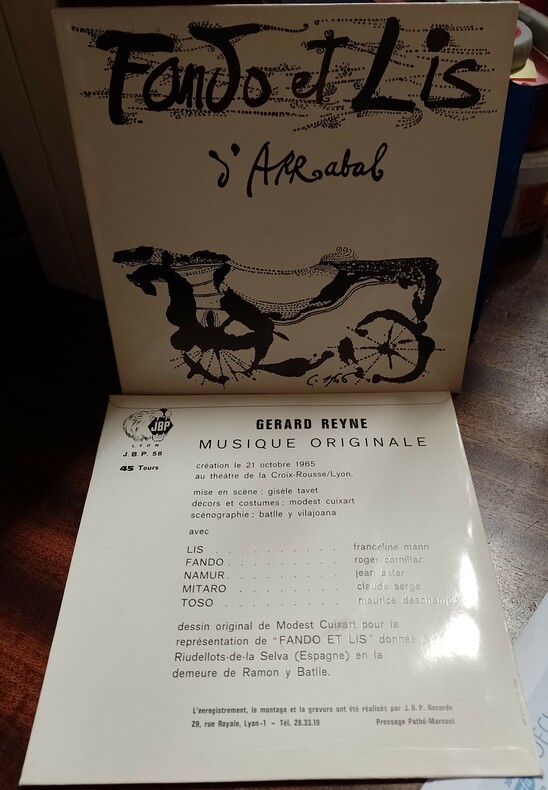 Fando et Lis
d'ARRabal
JBP
LYON
J.B.P. 58
45 Tours
GERARD REYNE
MUSIQUE ORIGINALE
création le 21 octobre 1965
au théâtre de la Croix-Rousse/Lyon.
mise en scène : gisèle tavet
décors et costumes : modest cuixart
scénographie : batlle y vilajoana
avec
LIS . . . . . . . . . . franceline mann
FANDO . . . . . . . . . roger cornillac
NAMUR . . . . . . . . . jean aster
MITARO . . . . . . . . . claude serge
TOSO . . . . . . . . . . maurice deschamps
dessin original de Modest Cuixart pour la
représentation de "FANDO ET LIS" donnée
Riudellots-de-la Selva (Espagne) en la
demeure de Ramon y Batlle.
L'enregistrement, le montage et la gravure ont été réalisés par J.B.P. Records
29, rue Royale, Lyon-1 - Tél. 28.33.19 Pressage Pathé-Marconi